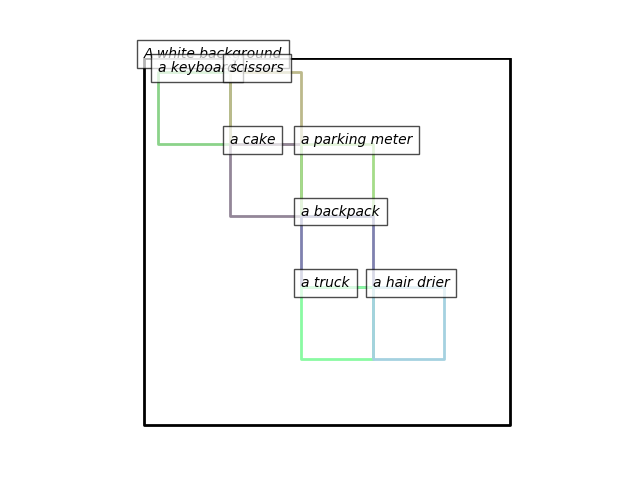 A white background
a keyboard
scissors
a cake
a parking meter
a backpack
a truck
a hair drier